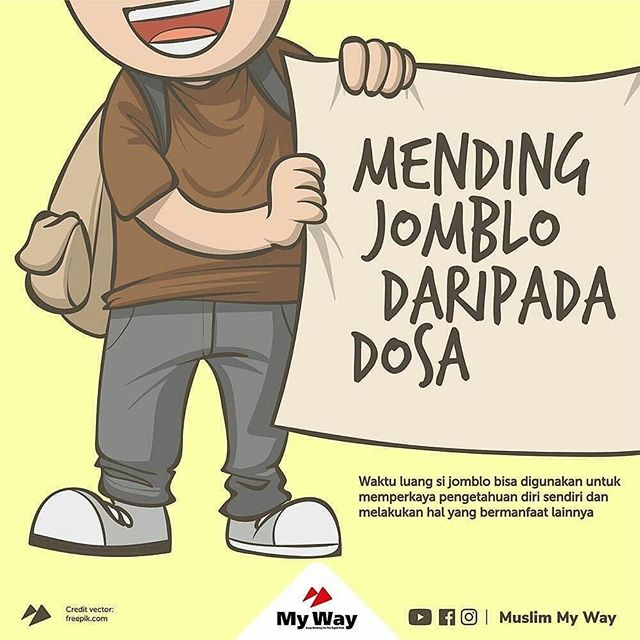 MENDING
JOMBLO
DARIPADA
DOSA
Waktu luang si jomblo bisa digunakan untuk
memperkaya pengetahuan diri sendiri dan
melakukan hal yang bermanfaat lainnya
Credit vector:
freepik.com
My Way
Muslim My Way